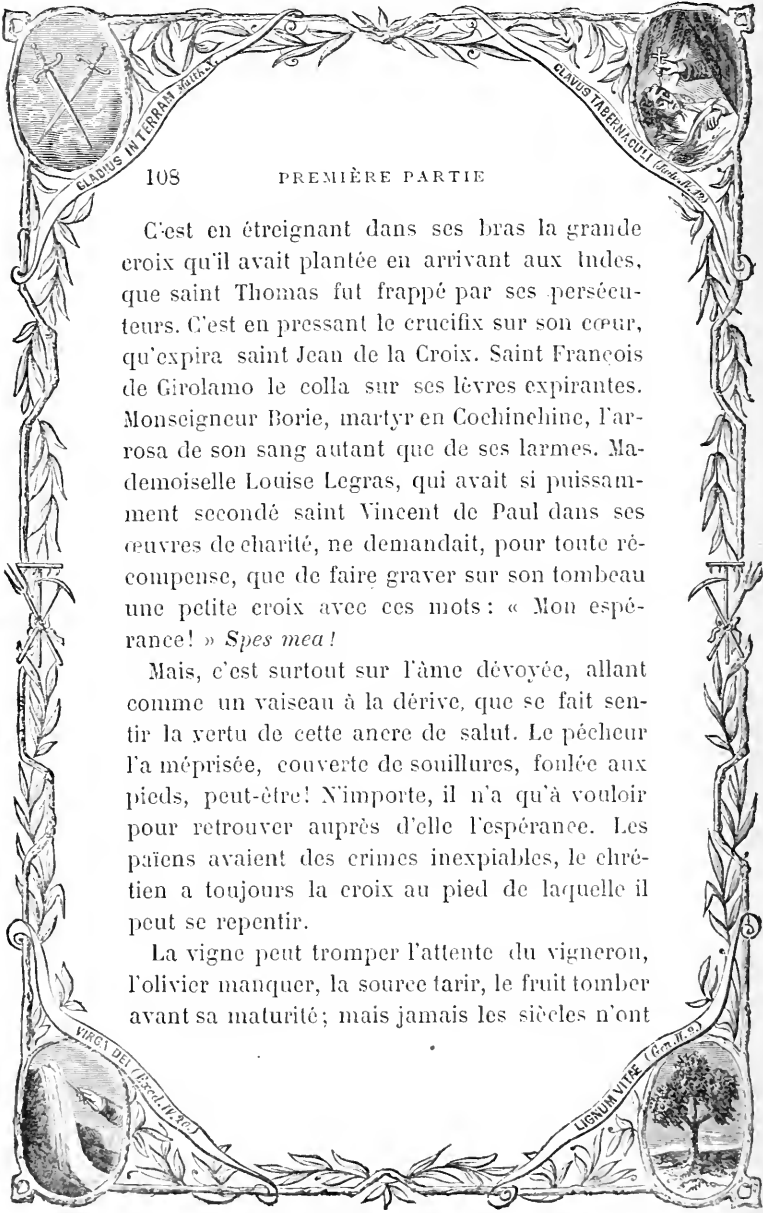 GLADIUS IN TERRAM Matth. X.
CLAVUS TABERNACULI
108 PREMIÈRE PARTIE
C'est en étreignant dans ses bras la grande
croix qu'il avait plantée en arrivant aux Indes,
que saint Thomas fut frappé par ses persécu-
teurs. C'est en pressant le crucifix sur son cœur,
qu'expira saint Jean de la Croix. Saint François
de Girolamo le colla sur ses lèvres expirantes.
Monseigneur Borie, martyr en Cochinchine, l'ar-
rosa de son sang autant que de ses larmes. Ma-
demoiselle Louise Legras, qui avait si puissam-
ment secondé saint Vincent de Paul dans ses
œuvres de charité, ne demandait, pour toute ré-
compense, que de faire graver sur son tombeau
une petite croix avec ces mots : « Mon espé-
rance! » Spes mea !
Mais, c'est surtout sur l'âme dévoyée, allant
comme un vaiseau à la dérive, que se fait sen-
tir la vertu de cette ancre de salut. Le pécheur
l'a méprisée, couverte de souillures, foulée aux
pieds, peut-être! N'importe, il n'a qu'à vouloir
pour retrouver auprès d'elle l'espérance. Les
païens avaient des crimes inexpiables, le chré-
tien a toujours la croix au pied de laquelle il
peut se repentir.
La vigne peut tromper l'attente du vigneron,
l'olivier manquer, la source tarir, le fruit tomber
avant sa maturité; mais jamais les siècles n'ont
VIRGA DEI (Exod. IV. 20.)
LIGNUM VITAE (Gen. II. 9.)